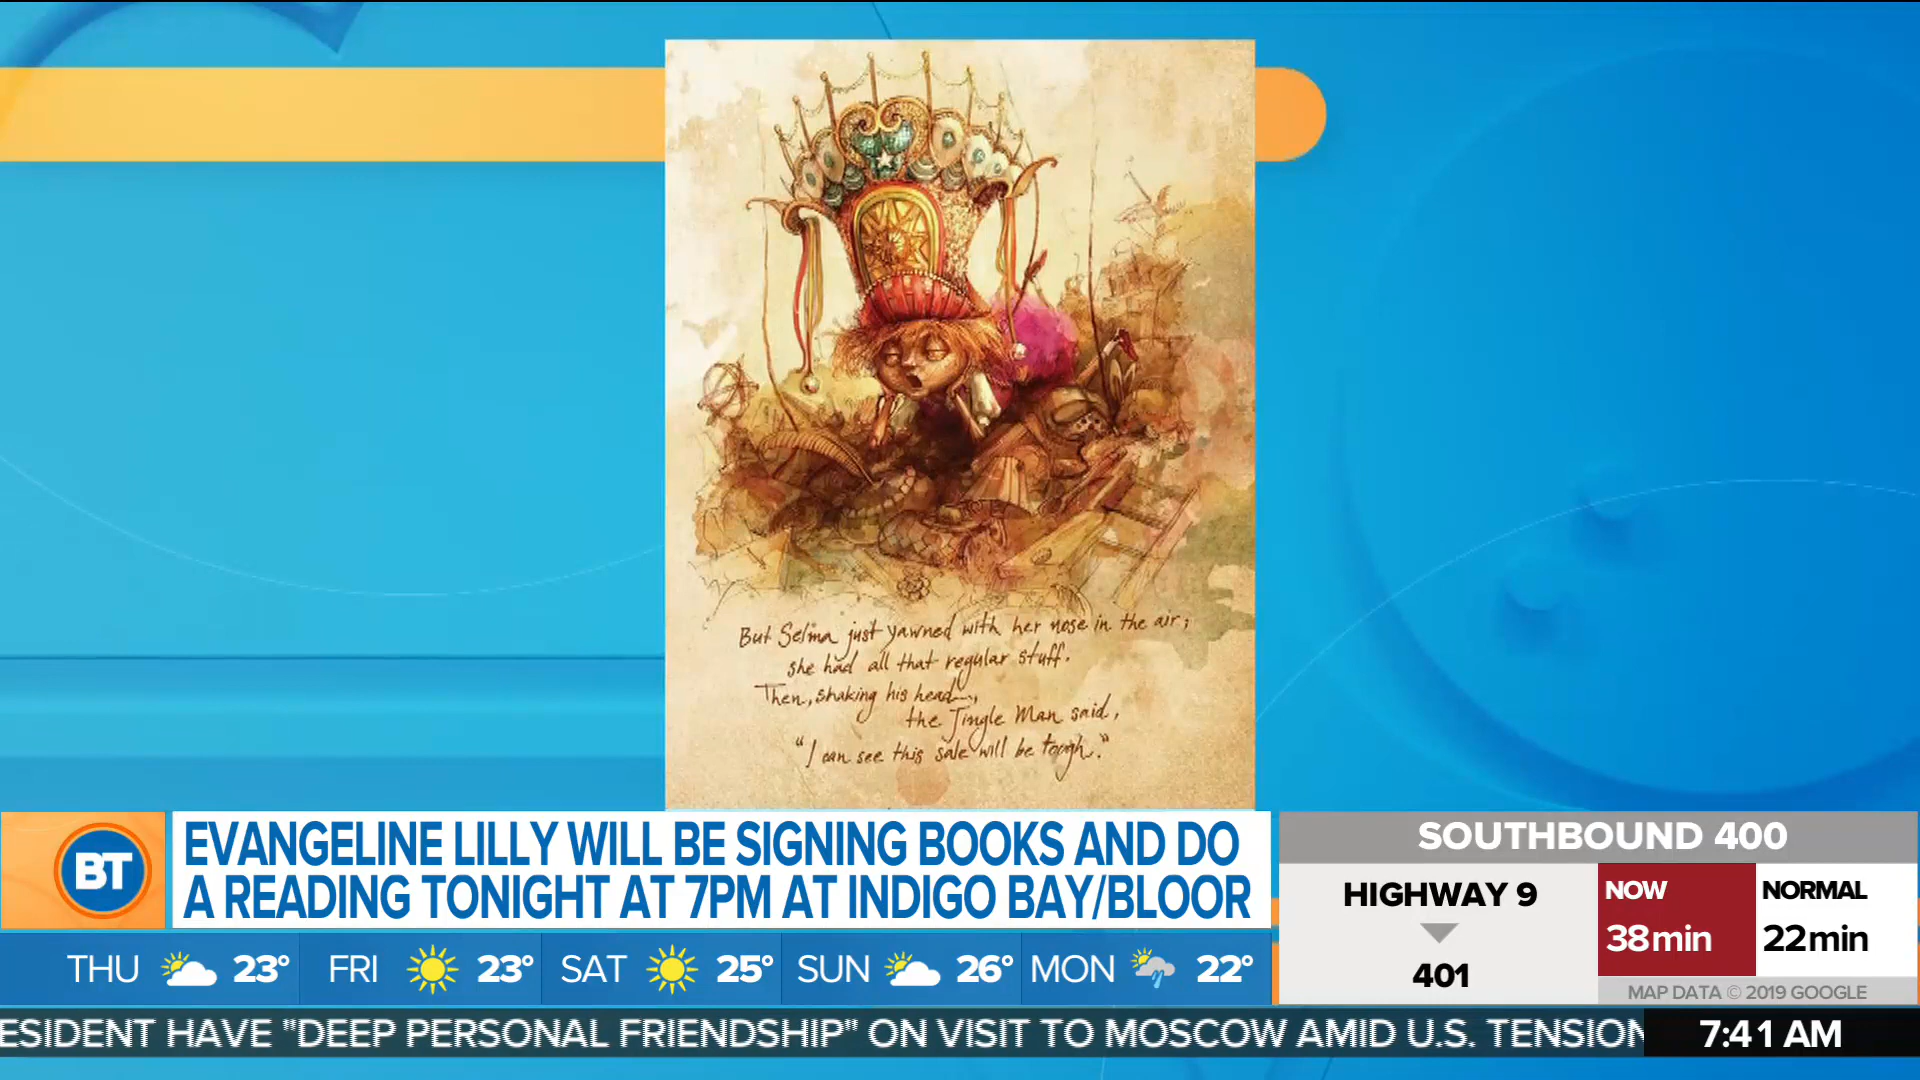 But Selma just yawned with her nose in the air;
she had all that regular stuff.
Then, shaking his head,
the Jingle Man said,
"I can see this sale will be tough."
BT
EVANGELINE LILLY WILL BE SIGNING BOOKS AND DO
A READING TONIGHT AT 7PM AT INDIGO BAY/BLOOR
SOUTHBOUND 400
HIGHWAY 9
401
NOW
38min
NORMAL
22min
MAP DATA © 2019 GOOGLE
THU 23° FRI 23° SAT 25° SUN 26° MON 22°
ESIDENT HAVE "DEEP PERSONAL FRIENDSHIP" ON VISIT TO MOSCOW AMID U.S. TENSION
7:41 AM